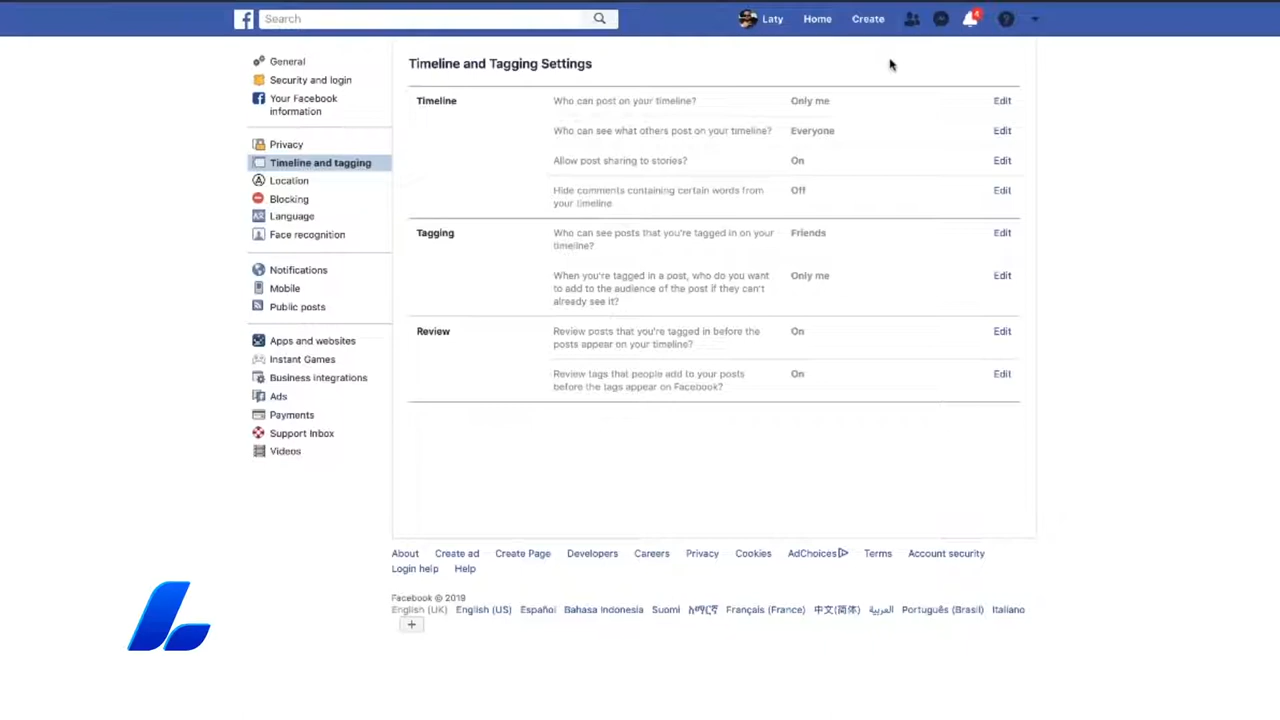 Search
Laty
Home
Create
4
General
Security and login
Your Facebook
information
Privacy
Timeline and tagging
Location
Blocking
Language
Face recognition
Notifications
Mobile
Public posts
Apps and websites
Instant Games
Business integrations
Ads
Payments
Support Inbox
Videos
Timeline and Tagging Settings
Timeline
Who can post on your timeline?
Only me
Edit
Who can see what others post on your timeline?
Everyone
Edit
Allow post sharing to stories?
On
Edit
Hide comments containing certain words from
your timeline
Off
Edit
Tagging
Who can see posts that you're tagged in on your
timeline?
Friends
Edit
When you're tagged in a post, who do you want
to add to the audience of the post if they can't
already see it?
Only me
Edit
Review
Review posts that you're tagged in before the
posts appear on your timeline?
On
Edit
Review tags that people add to your posts
before the tags appear on Facebook?
On
Edit
About Create ad Create Page Developers Careers Privacy Cookies AdChoices Terms Account security
Login help Help
Facebook © 2019
English (UK) English (US) Español Bahasa Indonesia Suomi አማርኛ Français (France) 中文(简体) العربية Português (Brasil) Italiano
+